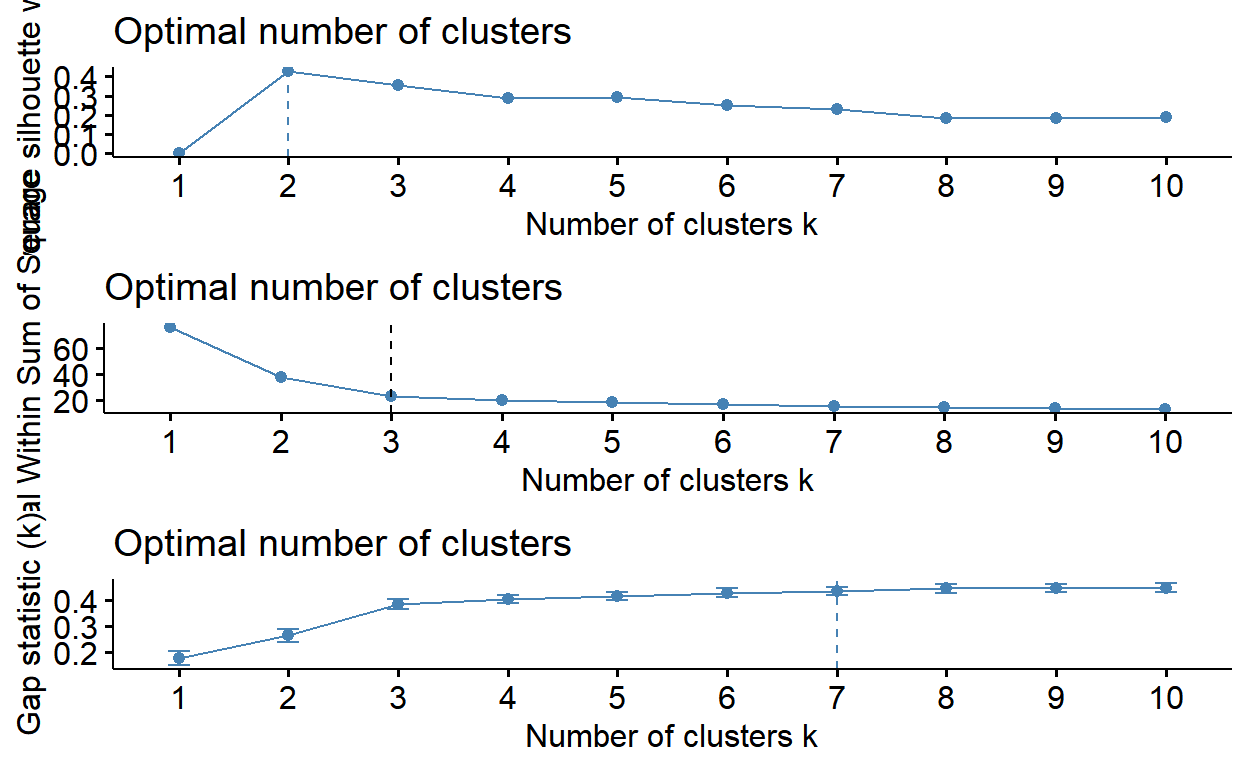 Optimal number of clusters
0.4
0.3
0.2
0.1
0.0
1 2 3 4 5 6 7 8 9 10
Number of clusters k
silhouette
Optimal number of clusters
60
40
20
1 2 3 4 5 6 7 8 9 10
Number of clusters k
Within Sum of
Optimal number of clusters
0.4
0.3
0.2
1 2 3 4 5 6 7 8 9 10
Number of clusters k
Gap statistic (k)